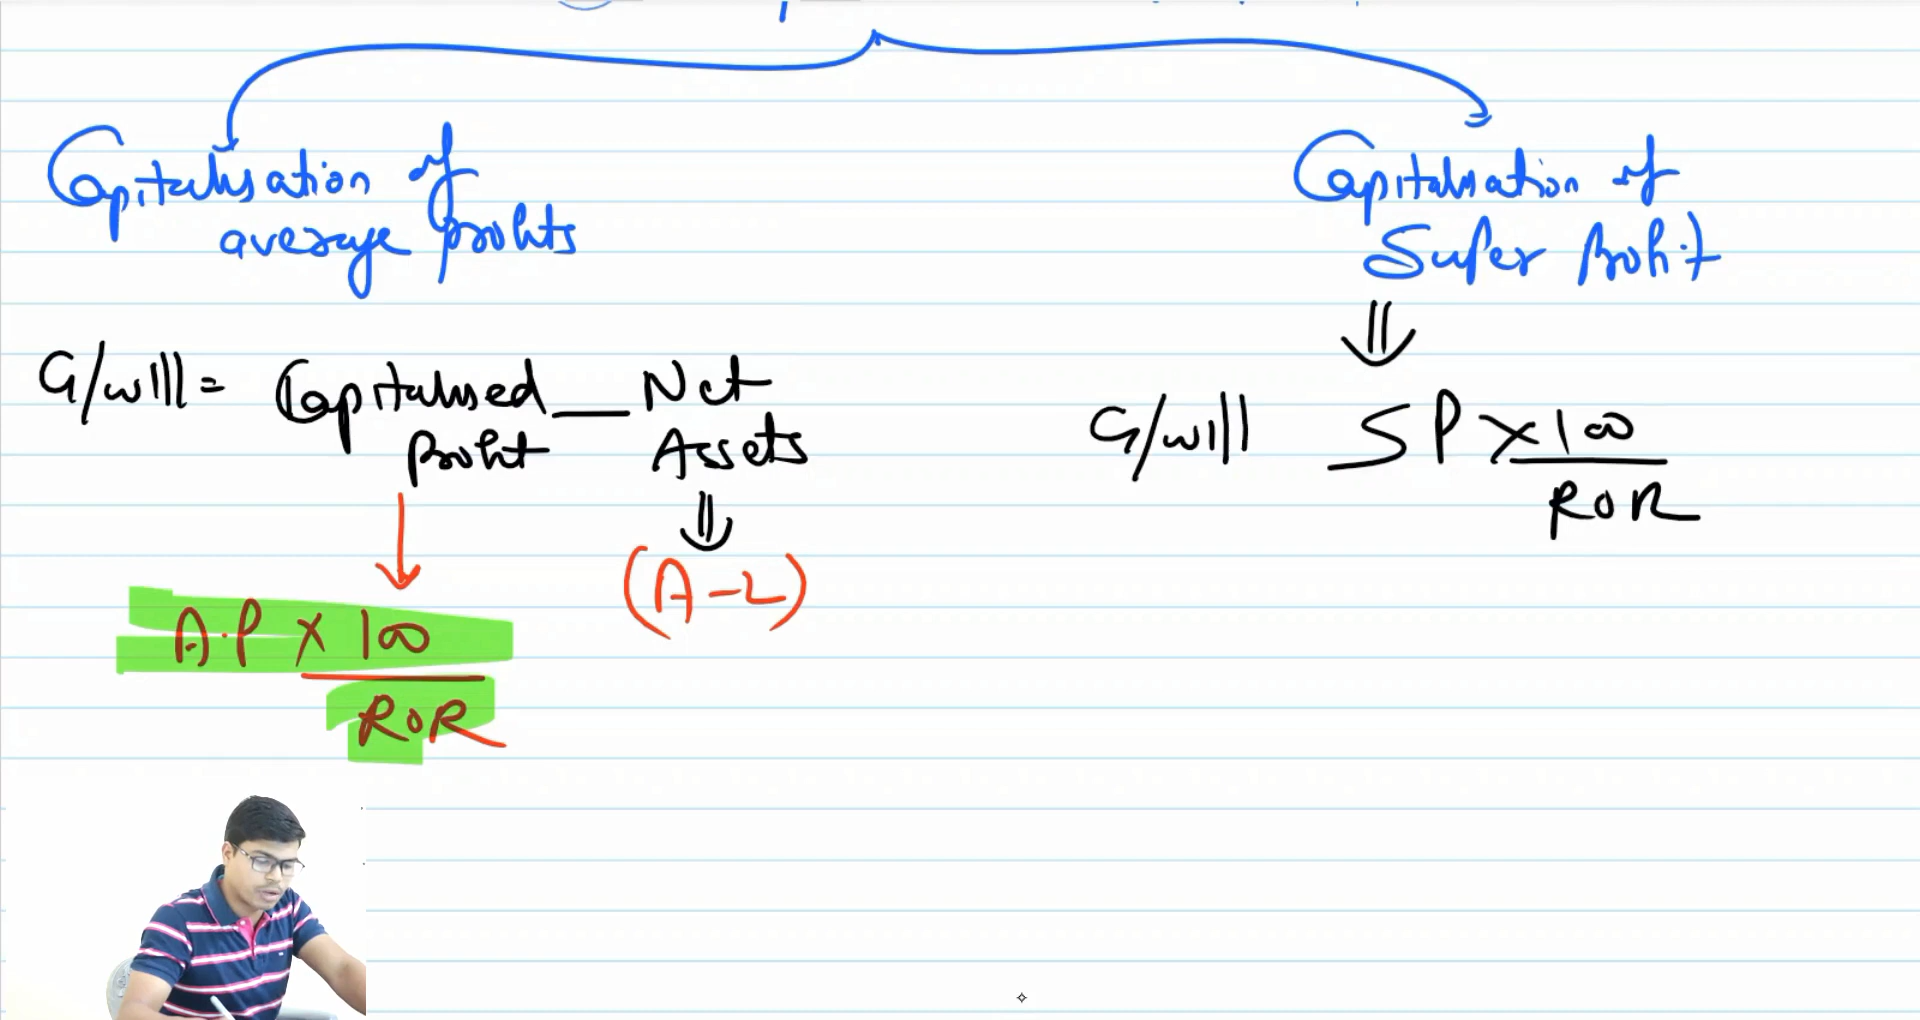 Capitalisation of
average profits
Capitalisation of
Super Profit
G/will = Capitalised — Net
Profit Assets
A.P × 100
ROR
(A-L)
G/will SP × 100
ROR